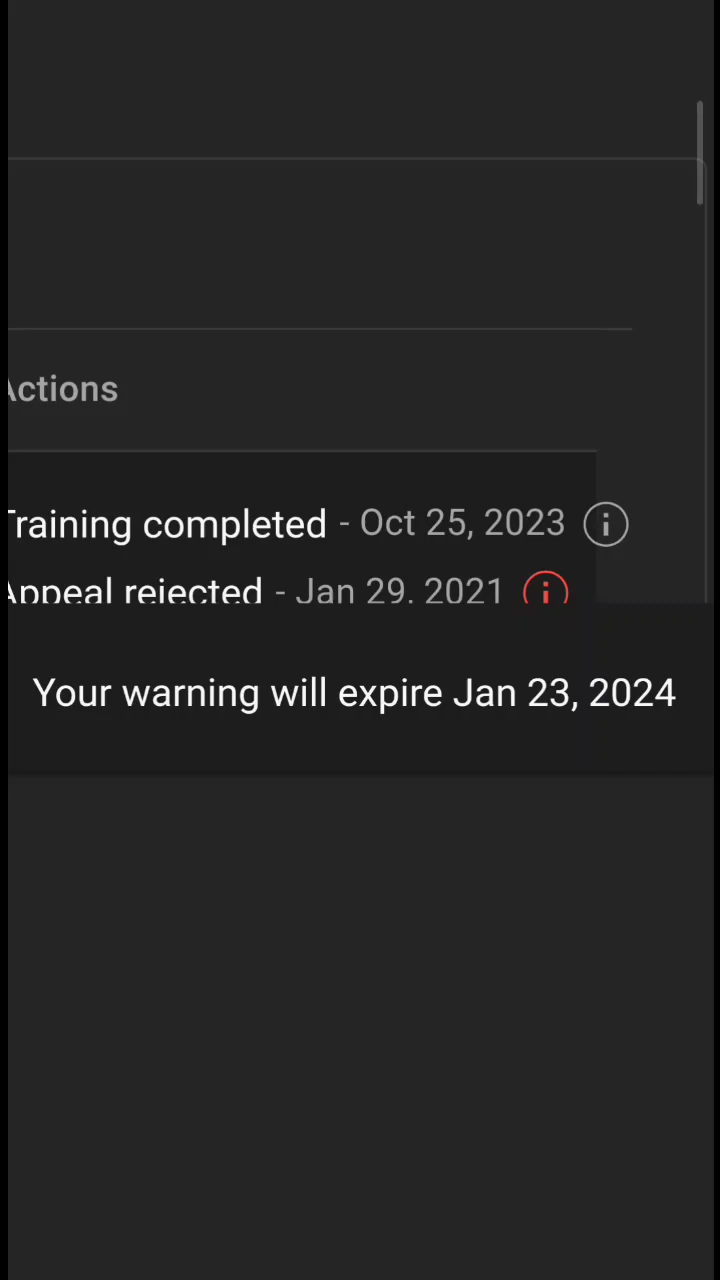 Actions
Training completed - Oct 25, 2023
Appeal rejected - Jan 29, 2021
Your warning will expire Jan 23, 2024